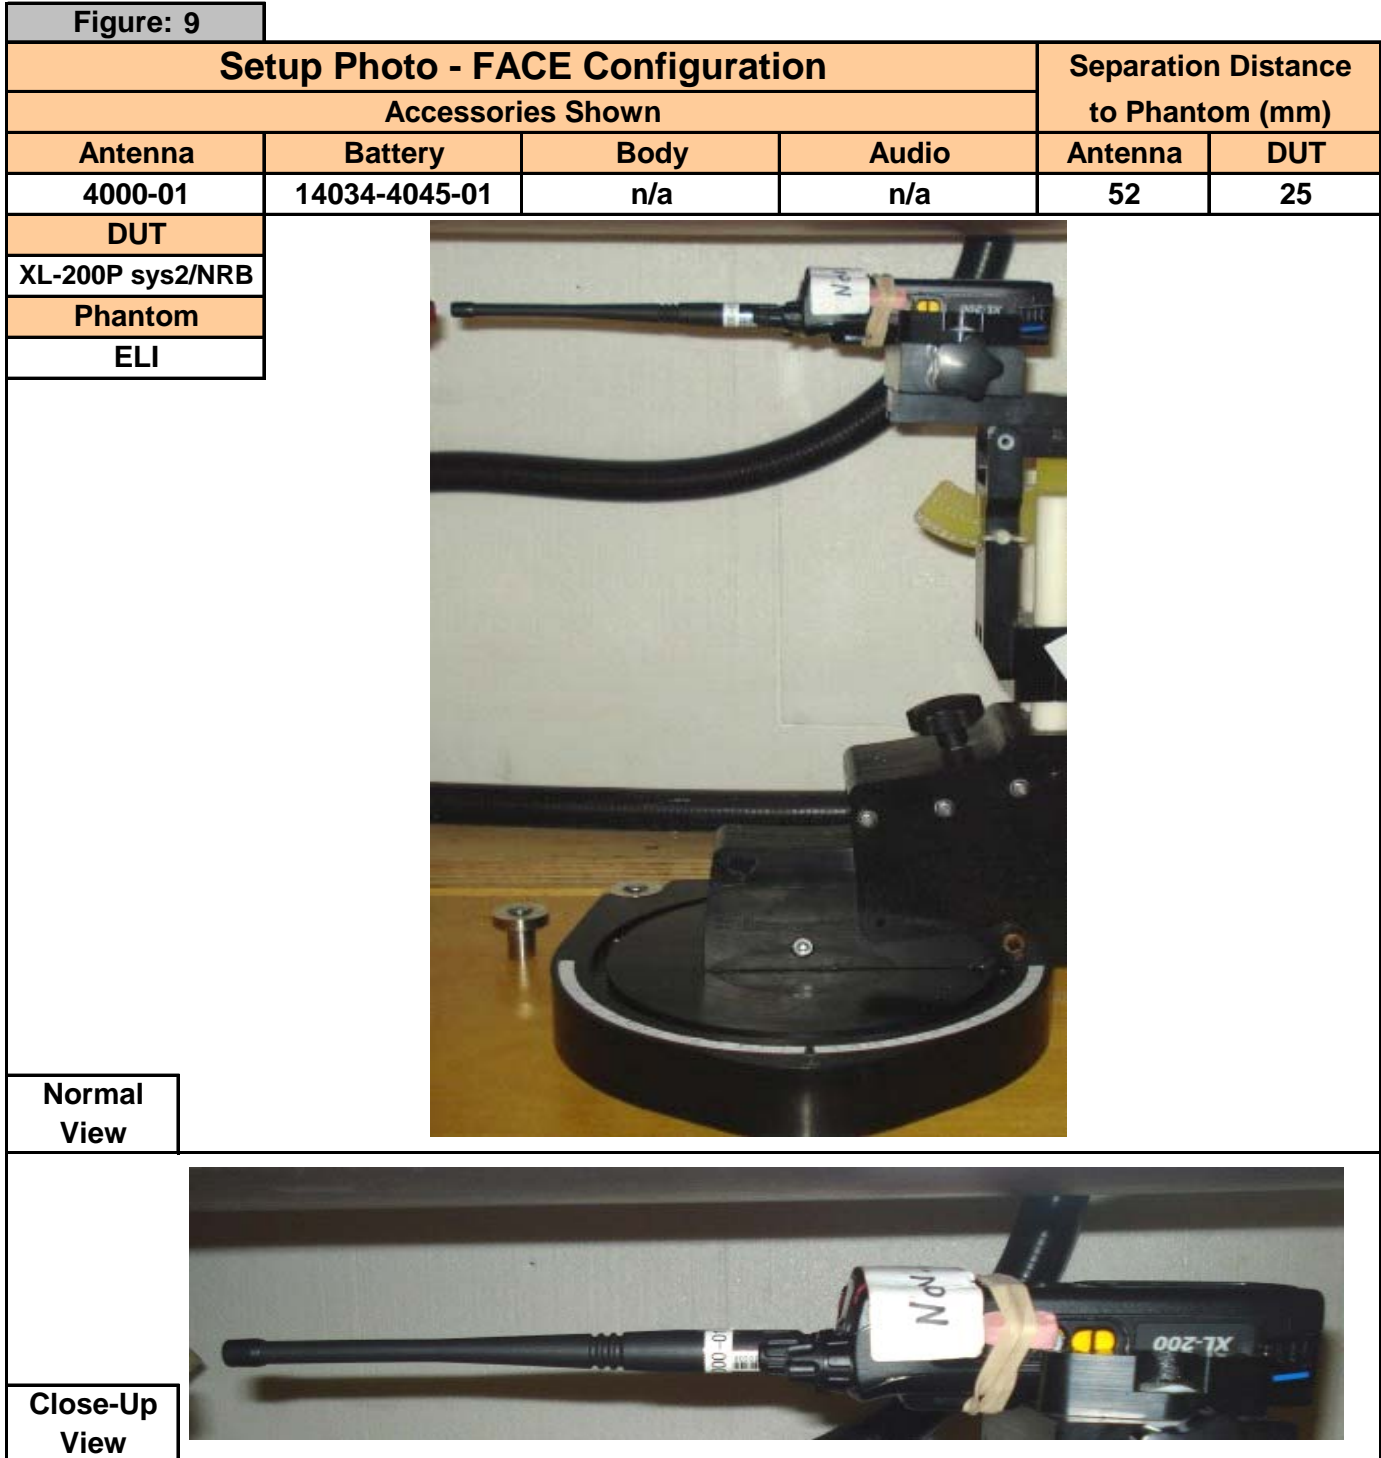 Figure: 9
Setup Photo - FACE Configuration
Separation Distance
to Phantom (mm)
Accessories Shown
Antenna Battery Body Audio Antenna DUT
4000-01 14034-4045-01 n/a n/a 52 25
DUT
XL-200P sys2/NRB
Phantom
ELI
Normal
View
XL-200
Close-Up
View